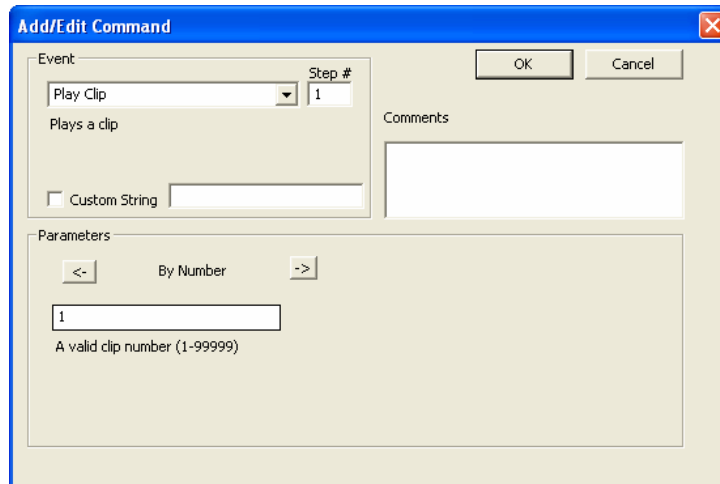 Add/Edit Command
Event
Step #
Play Clip
1
Plays a clip
Custom String
OK
Cancel
Comments
Parameters
<-
By Number
->
1
A valid clip number (1-99999)